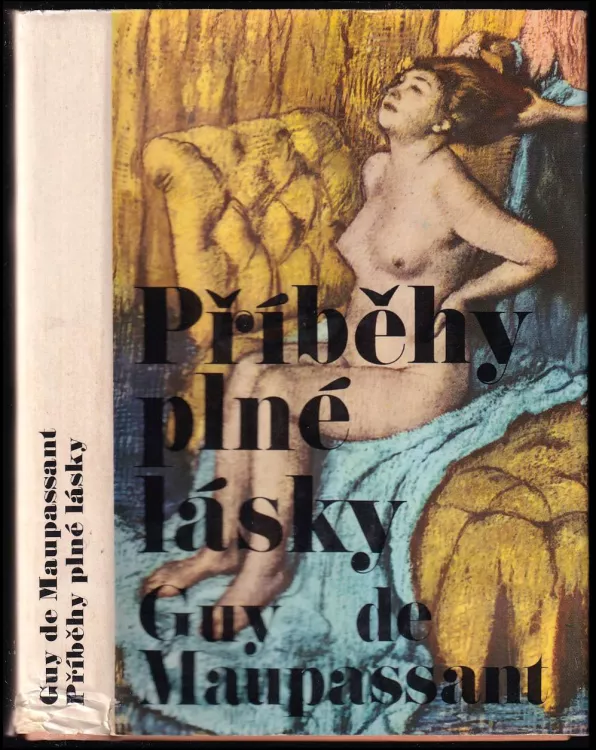 Příběhy
plné
lásky
Guy de
Maupassant
Guy de Maupassant
Příběhy plné lásky